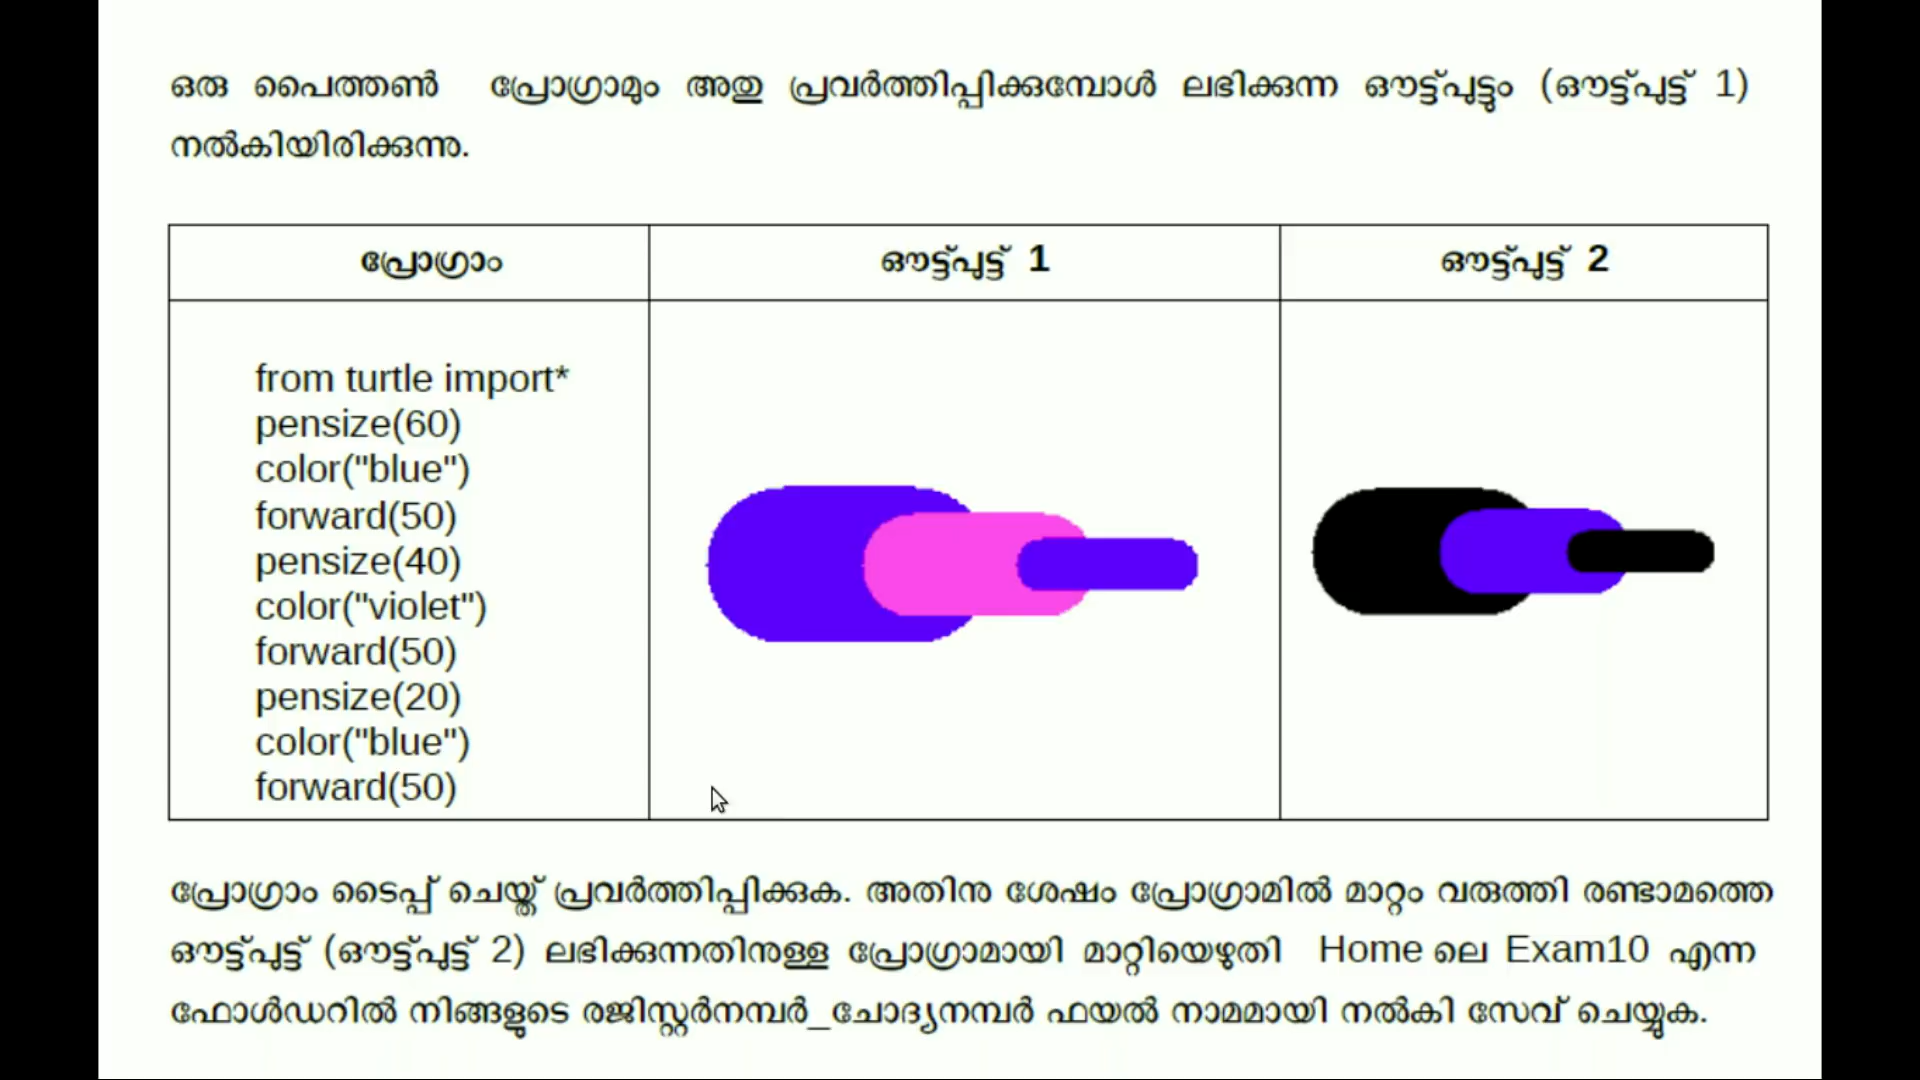 ഒരു പൈത്തൺ പ്രോഗ്രാമും അതു പ്രവർത്തിപ്പിക്കുമ്പോൾ ലഭിക്കുന്ന ഔട്ട്പുട്ടും (ഔട്ട്പുട്ട് 1)
നൽകിയിരിക്കുന്നു.
പ്രോഗ്രാം
ഔട്ട്പുട്ട് 1
ഔട്ട്പുട്ട് 2
from turtle import*
pensize(60)
color("blue")
forward(50)
pensize(40)
color("violet")
forward(50)
pensize(20)
color("blue")
forward(50)
പ്രോഗ്രാം ടൈപ്പ് ചെയ്ത് പ്രവർത്തിപ്പിക്കുക. അതിനു ശേഷം പ്രോഗ്രാമിൽ മാറ്റം വരുത്തി രണ്ടാമത്തെ
ഔട്ട്പുട്ട് (ഔട്ട്പുട്ട് 2) ലഭിക്കുന്നതിനുള്ള പ്രോഗ്രാമായി മാറ്റിയെഴുതി Home ലെ Exam10 എന്ന
ഫോൾഡറിൽ നിങ്ങളുടെ രജിസ്റ്റർനമ്പർ_ചോദ്യനമ്പർ ഫയൽ നാമമായി നൽകി സേവ് ചെയ്യുക.